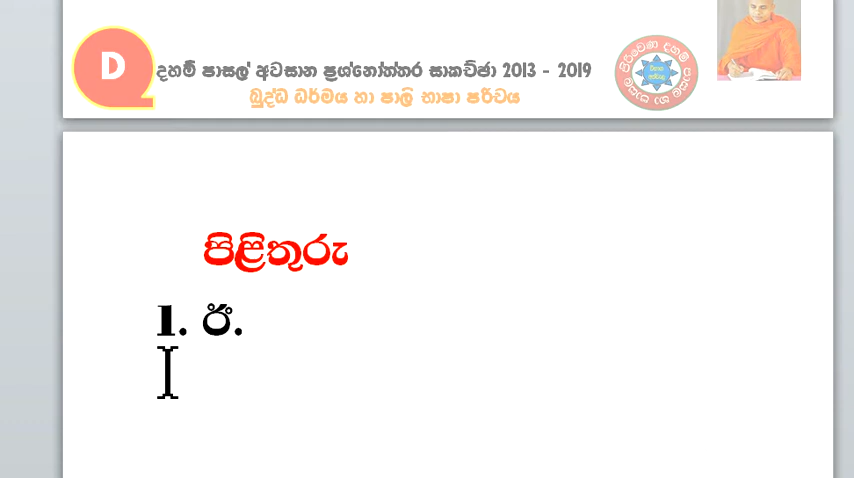 D
දහම් පාසල් අවසාන ප්‍රශ්නෝත්තර සාකච්ඡා 2013 - 2019
බුද්ධ ධර්මය හා පාලි භාෂා පරිචය
පිළිතුරු
1. ඊ.